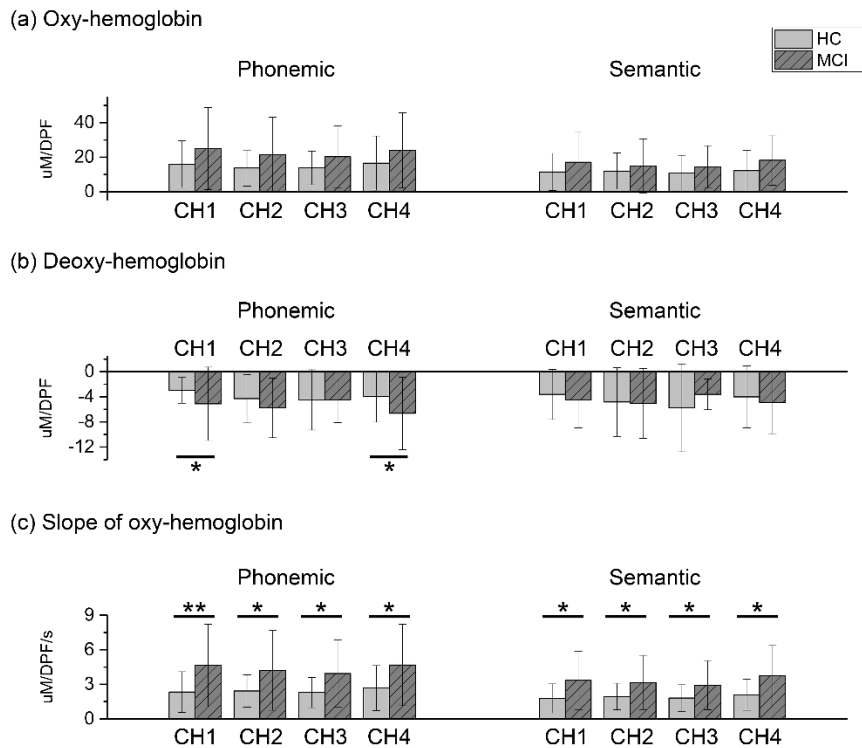 (a) Oxy-hemoglobin
HC
MCI
Phonemic
Semantic
uM/DPF
40
20
0
CH1 CH2 CH3 CH4
CH1 CH2 CH3 CH4
(b) Deoxy-hemoglobin
Phonemic
Semantic
CH1 CH2 CH3 CH4
CH1 CH2 CH3 CH4
uM/DPF
0
-4
-8
-12
*
*
(c) Slope of oxy-hemoglobin
Phonemic
Semantic
** * * *
* * * *
uM/DPF/s
9
6
3
0
CH1 CH2 CH3 CH4
CH1 CH2 CH3 CH4